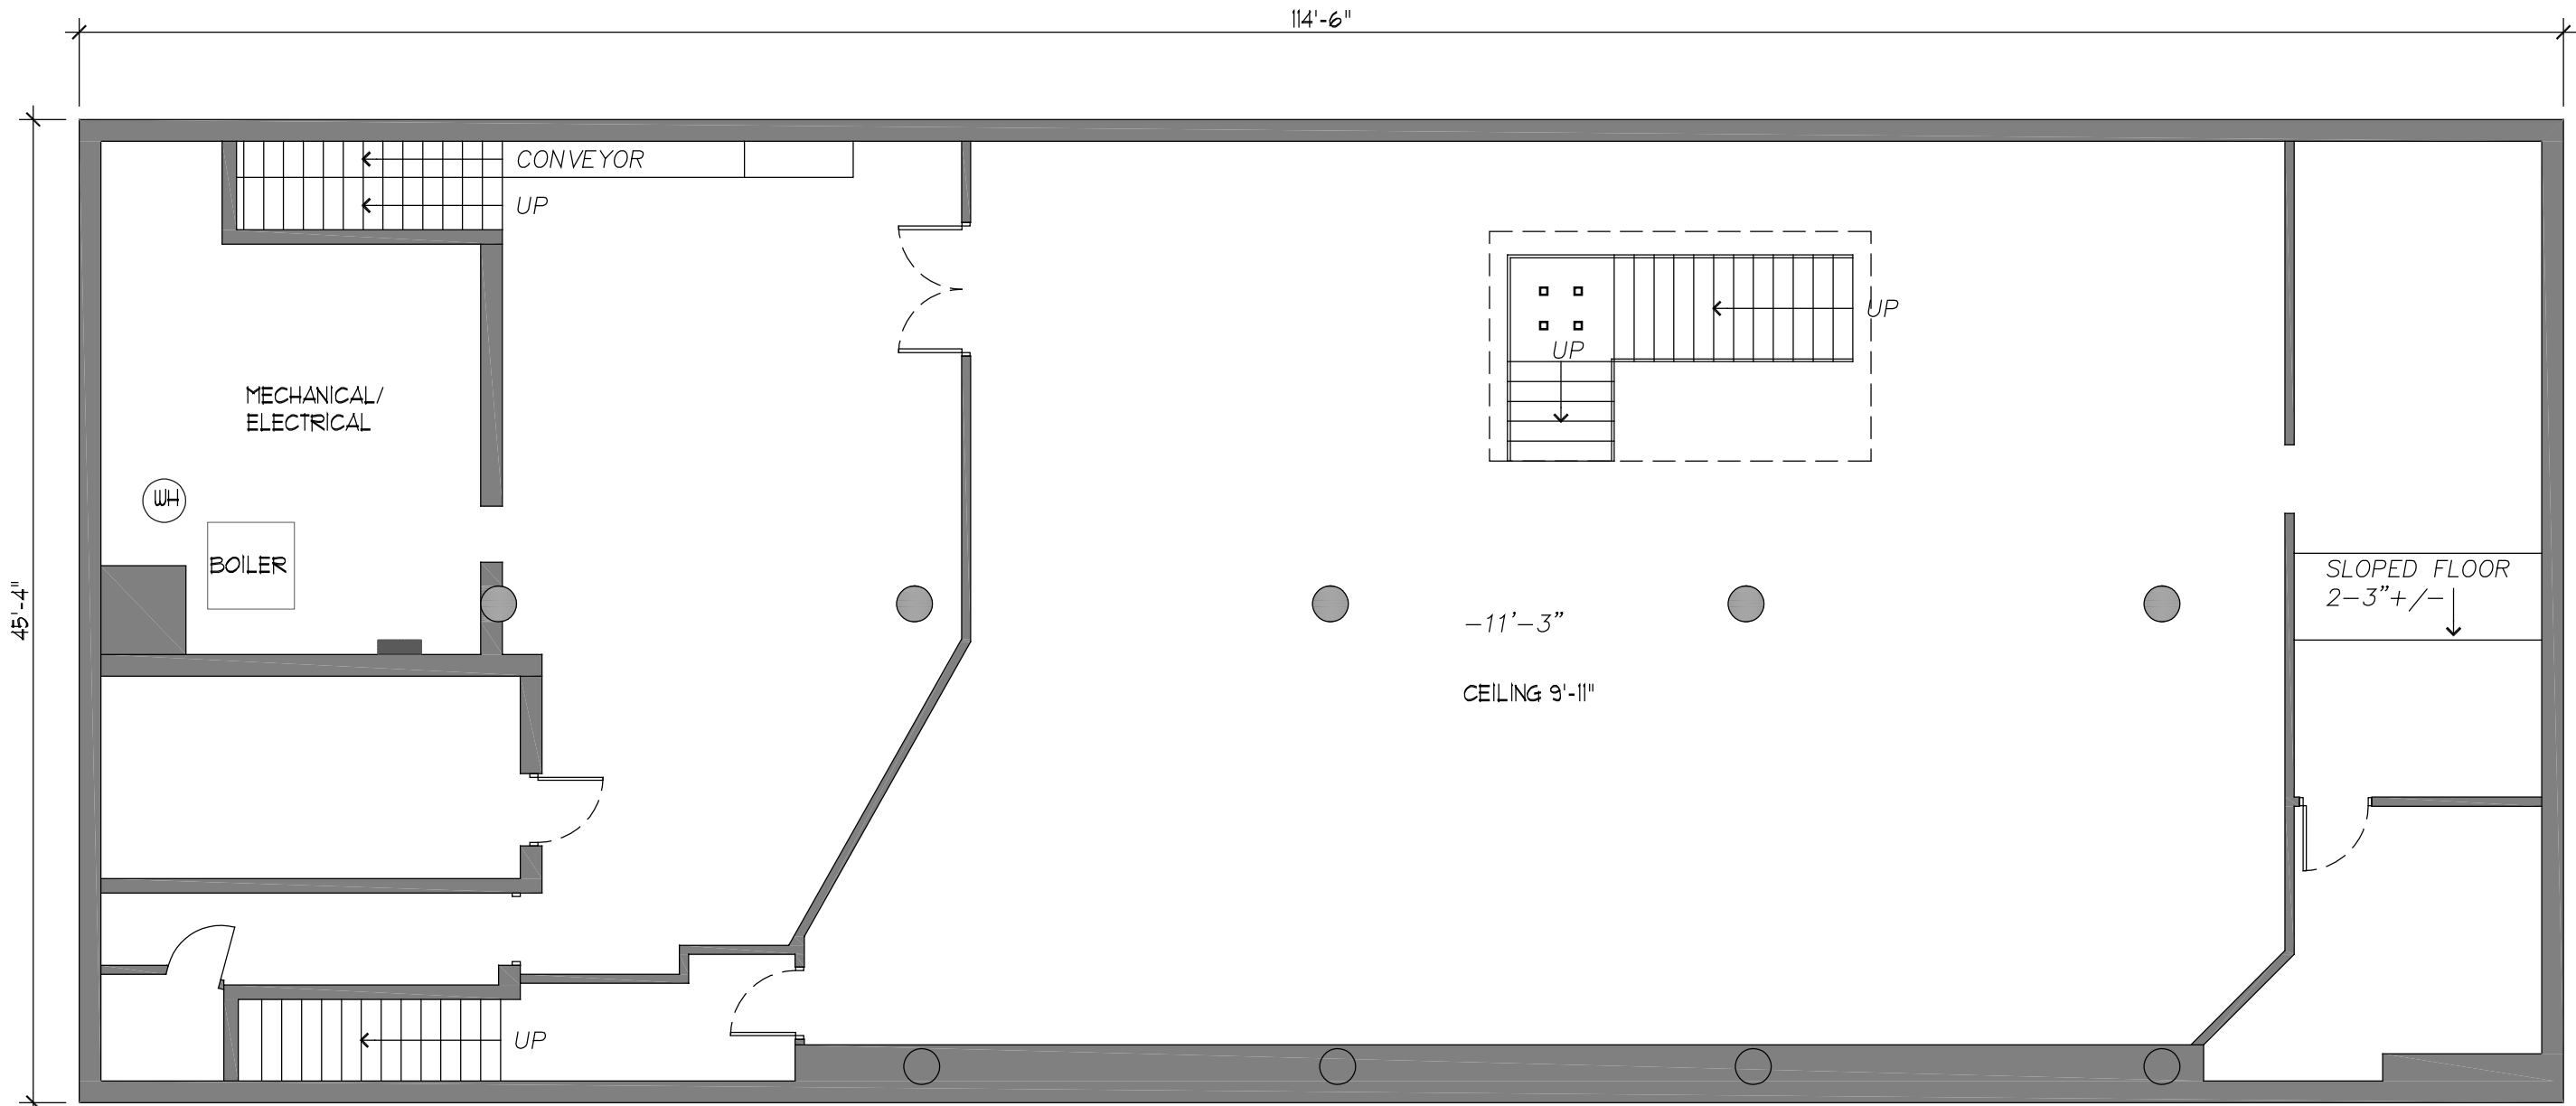 114'-6"
45'-4"
CONVEYOR
UP
UP
UP
MECHANICAL/
ELECTRICAL
WH
BOILER
SLOPED FLOOR
2-3"+/-
-11'-3"
CEILING 9'-11"
UP